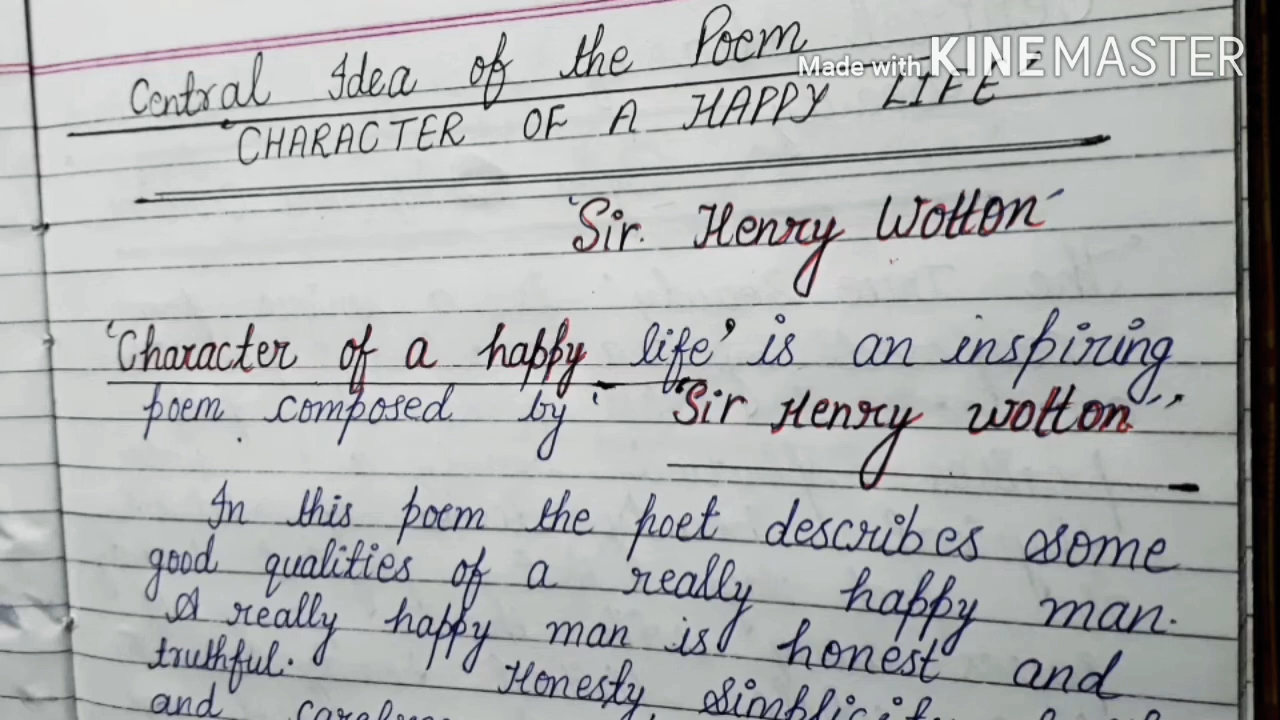 Central Idea of the Poem
Made with KINEMASTER
"CHARACTER OF A HAPPY LIFE"
'Sir. Henry Wotton'
'Character of a happy life' is an inspiring
poem composed by' "Sir Henry Wotton"
In this poem the poet describes some
good qualities of a really happy man.
A really happy man is honest and
truthful. Honesty,
and